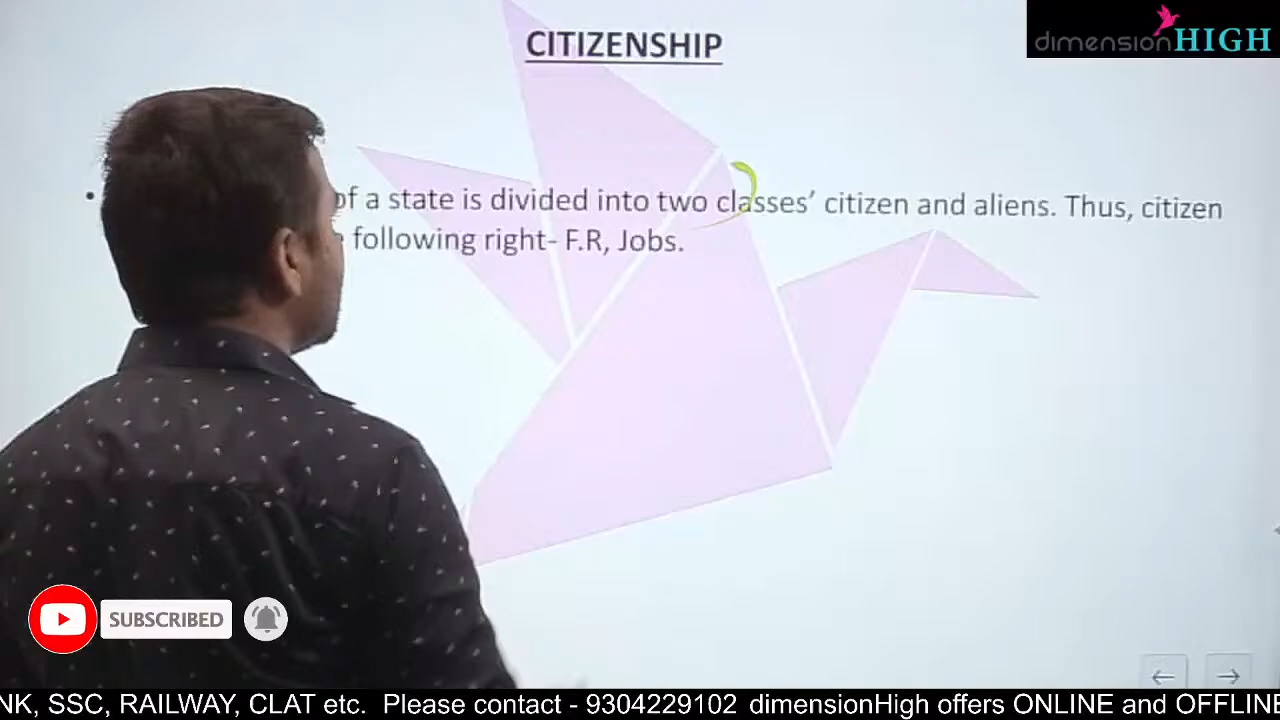 CITIZENSHIP
dimensionHIGH
• of a state is divided into two classes’ citizen and aliens. Thus, citizen
following right- F.R, Jobs.
SUBSCRIBED
NK, SSC, RAILWAY, CLAT etc. Please contact - 9304229102 dimensionHigh offers ONLINE and OFFLINE